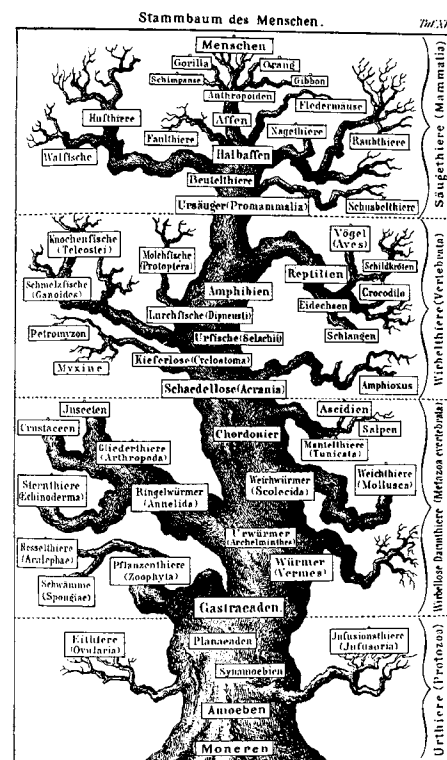 Stammbaum des Menschen.
Menschen
Gorilla
Orang
Schimpanse
Gibbon
Anthropoiden
Fledermäuse
Hufthiere
Affen
Faulthiere
Nagethiere
Raubthiere
Walfische
Halbaffen
Beutelthiere
Ursäuger(Promammalia)
Schnabelthiere
Säugethiere (Mammalia)
Knochenfische
(Teleostei)
Molchfische
(Protoptera)
Vögel
(Aves)
Schildkröten
Reptilien
Schmelzfische
(Ganoides)
Amphibien
Crocodile
Eidechsen
Lurchfische(Dipneusti)
Petromyzon
Urfische(Selachii)
Schlangen
Kieferlose(Cyclostoma)
Myxine
Schaedellose(Acrania)
Amphioxus
Wirbelthiere (Vertebrata)
Insecten
Ascidien
Crustaceen
Salpen
Chordonier
Gliederthiere
(Arthropoda)
Mantelthiere
(Tunicata)
Sternthiere
(Echinoderma)
Ringelwürmer
(Annelida)
Weichwürmer
(Scolecida)
Weichthiere
(Mollusca)
Urwürmer
(Archelminthes)
Nesselthiere
(Acalephae)
Pflanzenthiere
(Zoophyta)
Würmer
(Vermes)
Schwämme
(Spongiae)
Gastraeaden
Wirbellose Darmthiere (Metazoa evertebrata)
Eithiere
(Ovularia)
Planaeaden
Infusionsthiere
(Infusoria)
Synamoebien
Amoeben
Moneren
Urthiere (Protozoa)